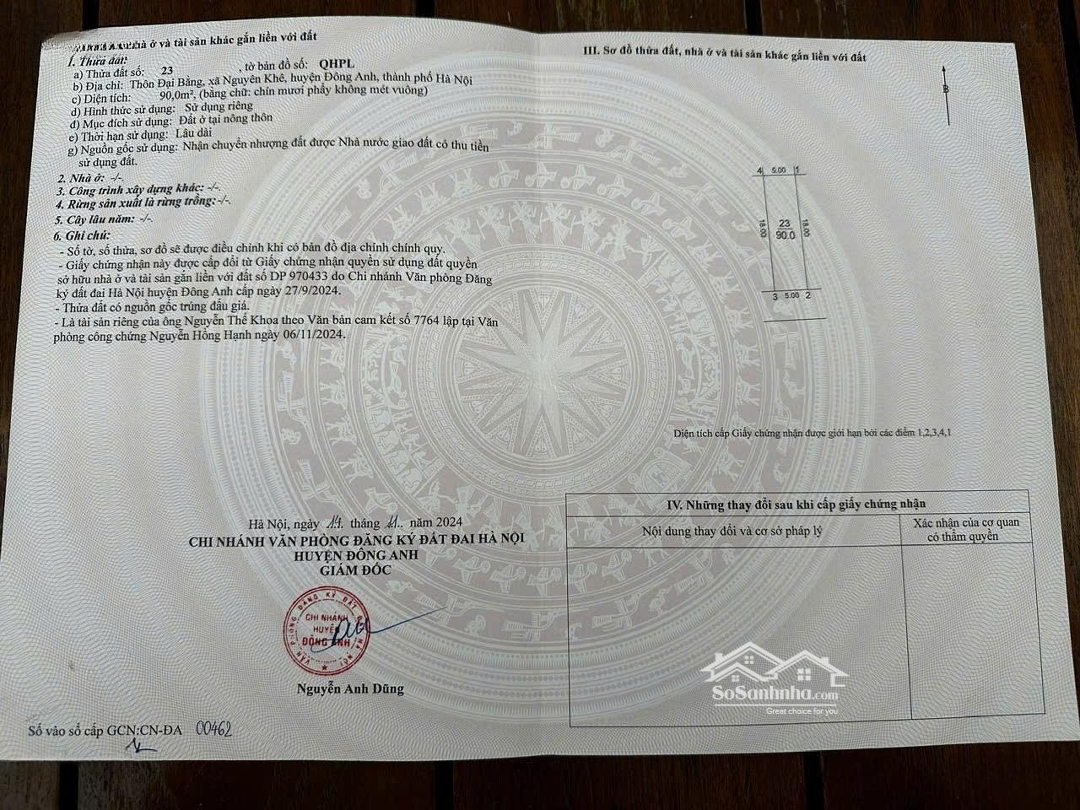 nhà ở và tài sản khác gắn liền với đất
1. Thửa đất:
a) Thửa đất số: 23 , tờ bản đồ số: QHPL
b) Địa chỉ: Thôn Đại Bằng, xã Nguyên Khê, huyện Đông Anh, thành phố Hà Nội
c) Diện tích: 90,0m², (bằng chữ: chín mươi phẩy không mét vuông)
d) Hình thức sử dụng: Sử dụng riêng
đ) Mục đích sử dụng: Đất ở tại nông thôn
e) Thời hạn sử dụng: Lâu dài
g) Nguồn gốc sử dụng: Nhận chuyển nhượng đất được Nhà nước giao đất có thu tiền
sử dụng đất.
2. Nhà ở: -/-.
3. Công trình xây dựng khác: -/-.
4. Rừng sản xuất là rừng trồng:-/-.
5. Cây lâu năm: -/-.
6. Ghi chú:
- Số tờ, số thửa, sơ đồ sẽ được điều chỉnh khi có bản đồ địa chính chính quy.
- Giấy chứng nhận này được cấp đổi từ Giấy chứng nhận quyền sử dụng đất quyền
sở hữu nhà ở và tài sản gắn liền với đất số DP 970433 do Chi nhánh Văn phòng Đăng
ký đất đai Hà Nội huyện Đông Anh cấp ngày 27/9/2024.
- Thửa đất có nguồn gốc trúng đấu giá.
- Là tài sản riêng của ông Nguyễn Thế Khoa theo Văn bản cam kết số 7764 lập tại Văn
phòng công chứng Nguyễn Hồng Hạnh ngày 06/11/2024.
Hà Nội, ngày 14 tháng 11 năm 2024
CHI NHÁNH VĂN PHÒNG ĐĂNG KÝ ĐẤT ĐAI HÀ NỘI
HUYỆN ĐÔNG ANH
GIÁM ĐỐC
VĂN PHÒNG ĐĂNG KÝ ĐẤT ĐAI HÀ NỘI
CHI NHÁNH
HUYỆN
ĐÔNG ANH
Nguyễn Anh Dũng
Số vào sổ cấp GCN:CN-ĐA 00462
III. Sơ đồ thửa đất, nhà ở và tài sản khác gắn liền với đất
B
4 5.00 1
18.00 23 18.00
90.0
3 5.00 2
Diện tích cấp Giấy chứng nhận được giới hạn bởi các điểm 1,2,3,4,1
IV. Những thay đổi sau khi cấp giấy chứng nhận
Nội dung thay đổi và cơ sở pháp lý
Xác nhận của cơ quan
có thẩm quyền
SoSanhnha.com
Great choice for you